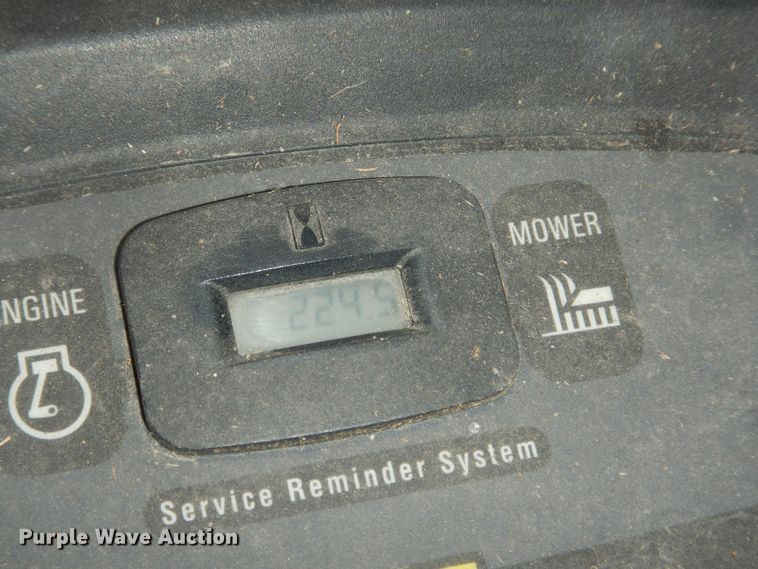 MOWER
224.5
NGINE
Service Reminder System
Purple Wave Auction